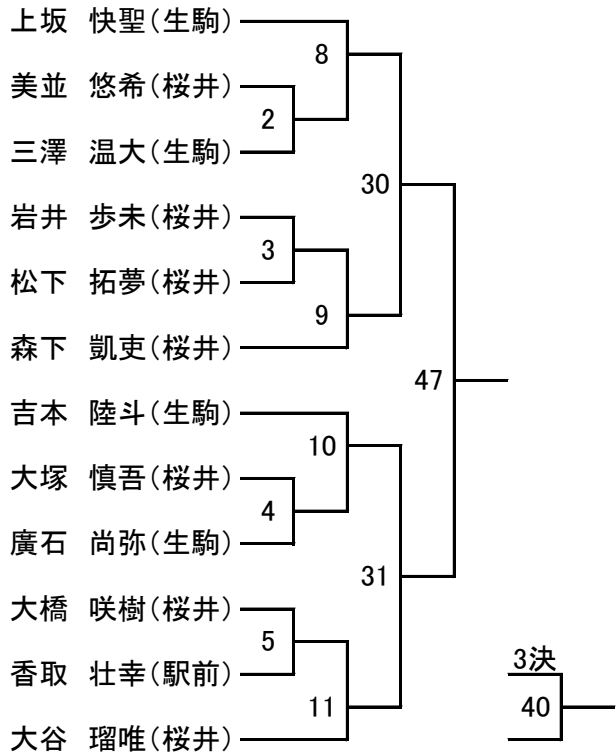 上坂 快聖(生駒)
8
美並 悠希(桜井)
2
三澤 温大(生駒)
30
岩井 歩未(桜井)
3
松下 拓夢(桜井)
9
森下 凱吏(桜井)
47
吉本 陸斗(生駒)
10
大塚 慎吾(桜井)
4
廣石 尚弥(生駒)
31
大橋 咲樹(桜井)
5
3決
香取 壮幸(駅前)
11
40
大谷 瑠唯(桜井)